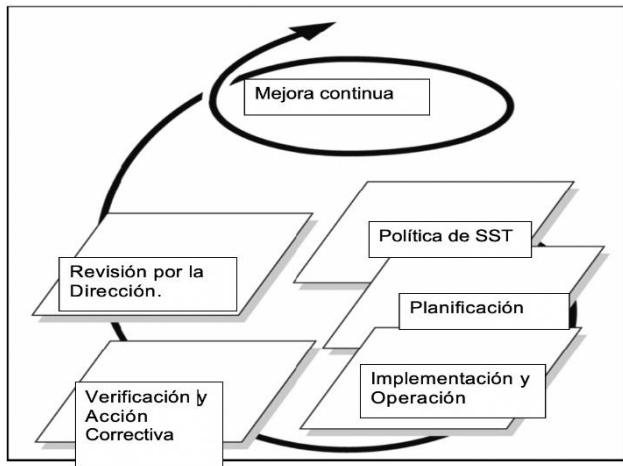 Mejora continua
Política de SST
Revisión por la
Dirección.
Planificación
Implementación y
Operación
Verificación y
Acción
Correctiva